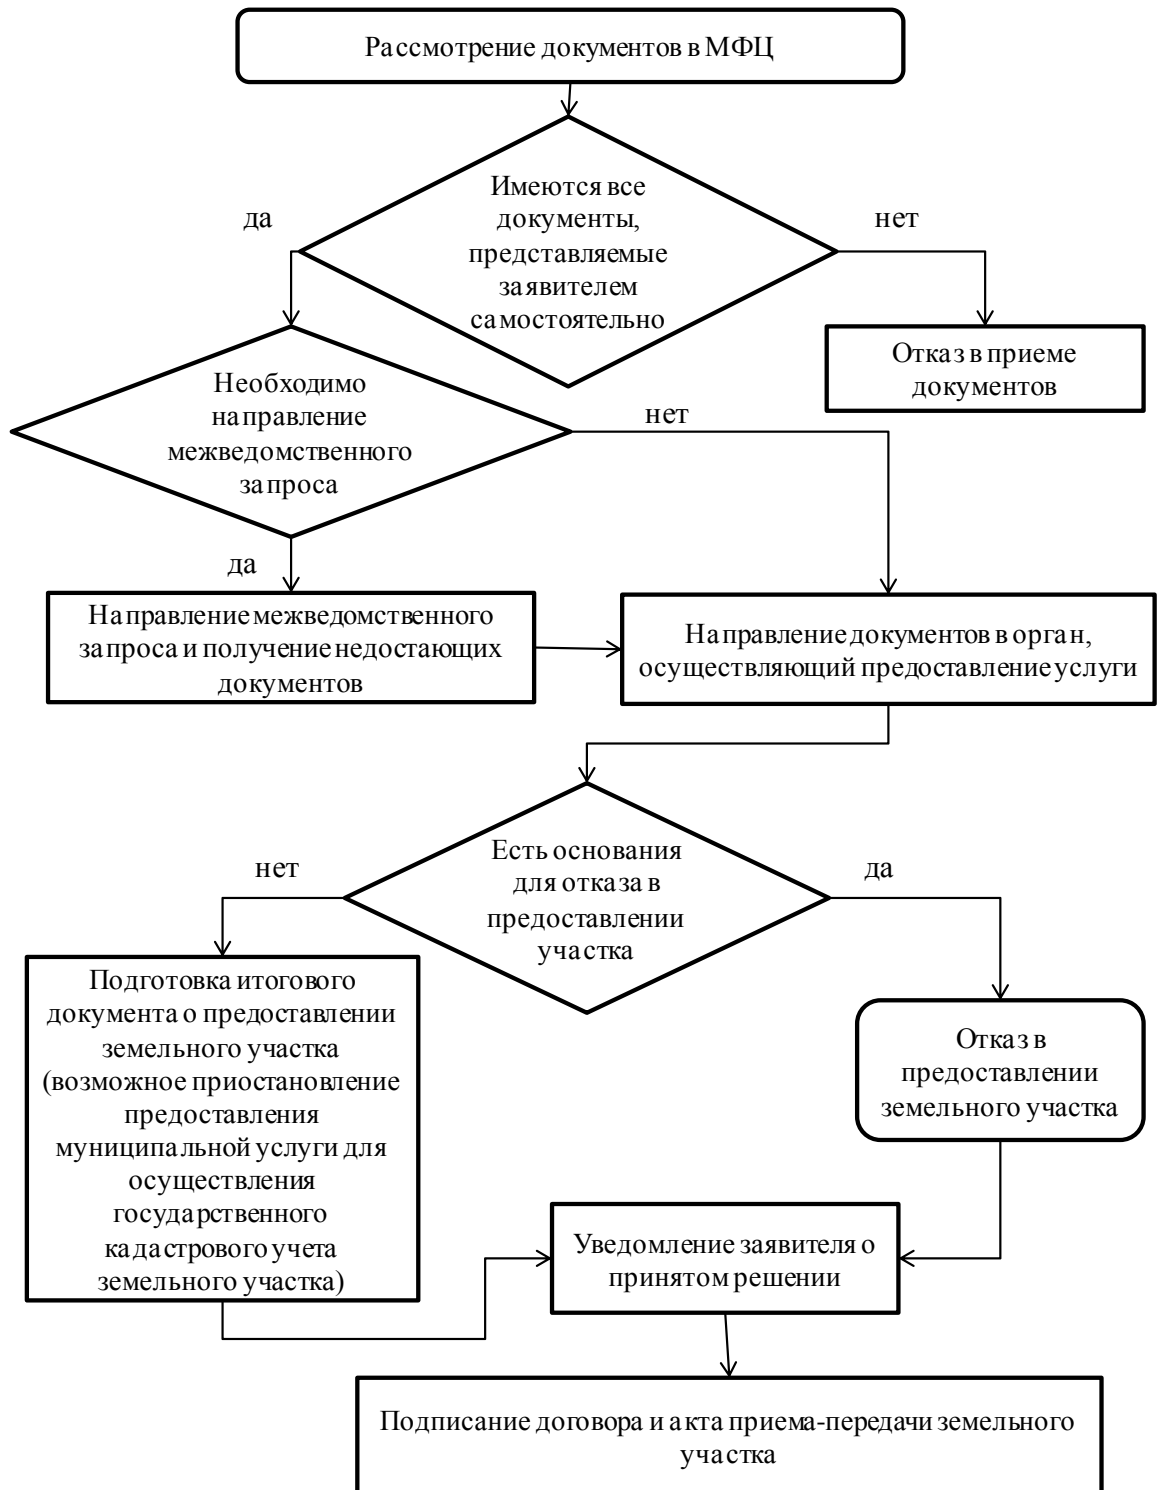 Рассмотрение документов в МФЦ
Имеются все
документы,
представляемые
заявителем
самостоятельно
да
нет
Отказ в приеме
документов
Необходимо
направление
межведомственного
запроса
нет
да
Направление межведомственного
запроса и получение недостающих
документов
Направление документов в орган,
осуществляющий предоставление услуги
Есть основания
для отказа в
предоставлении
участка
нет
да
Подготовка итогового
документа о предоставлении
земельного участка
(возможное приостановление
предоставления
муниципальной услуги для
осуществления
государственного
кадастрового учета
земельного участка)
Отказ в
предоставлении
земельного участка
Уведомление заявителя о
принятом решении
Подписание договора и акта приема-передачи земельного
участка